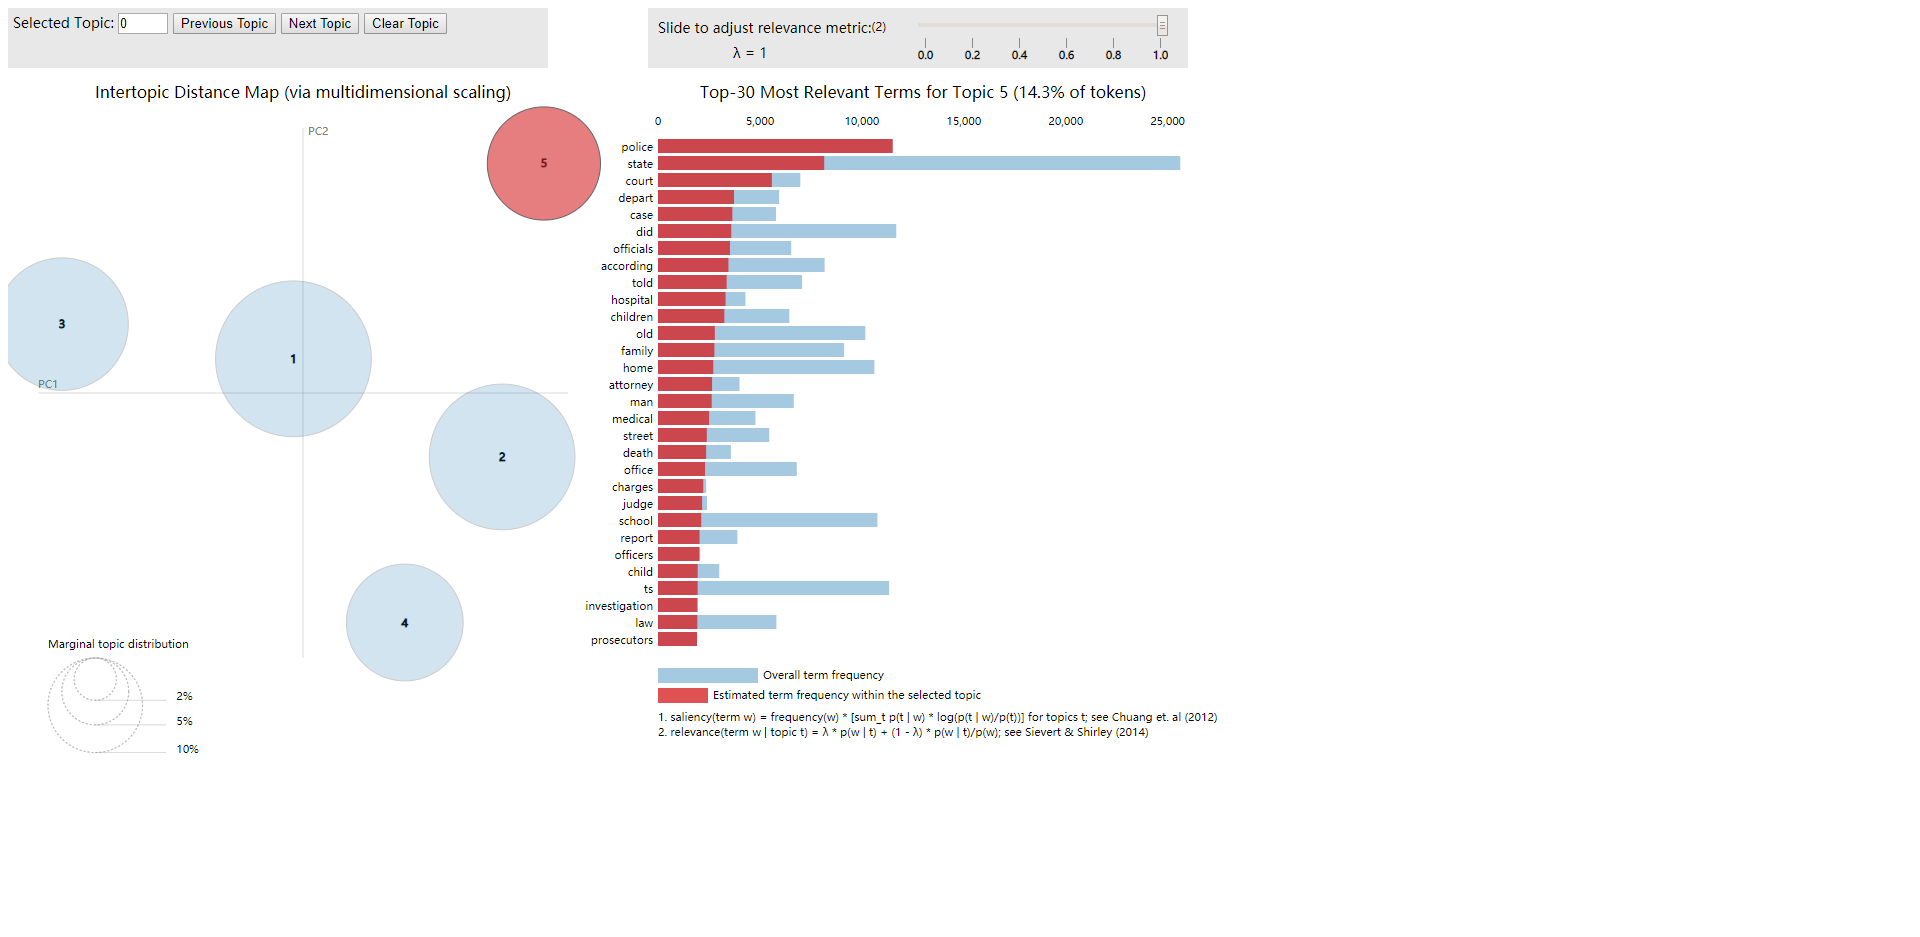 Selected Topic: 0 Previous Topic Next Topic Clear Topic
Slide to adjust relevance metric:(2)
λ = 1
0.0 0.2 0.4 0.6 0.8 1.0
Intertopic Distance Map (via multidimensional scaling)
PC2
5
3
1
PC1
2
4
Marginal topic distribution
2%
5%
10%
Top-30 Most Relevant Terms for Topic 5 (14.3% of tokens)
0 5,000 10,000 15,000 20,000 25,000
police
state
court
depart
case
did
officials
according
told
hospital
children
old
family
home
attorney
man
medical
street
death
office
charges
judge
school
report
officers
child
ts
investigation
law
prosecutors
Overall term frequency
Estimated term frequency within the selected topic
1. saliency(term w) = frequency(w) * [sum_t p(t | w) * log(p(t | w)/p(t))] for topics t; see Chuang et. al (2012)
2. relevance(term w | topic t) = λ * p(w | t) + (1 - λ) * p(w | t)/p(w); see Sievert & Shirley (2014)